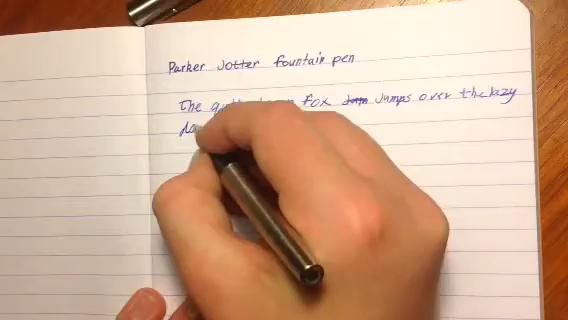 Parker Jotter fountain pen
The fox Jumps over the lazy